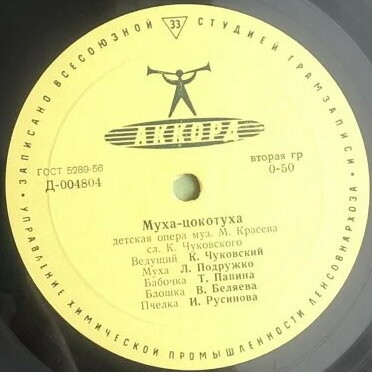 ЗАПИСАНО ВСЕСОЮЗНОЙ СТУДИЕЙ ГРАМЗАПИСИ
33
АККОРД
ГОСТ 5289-56
Д-004804
вторая гр
0-50
Муха-цокотуха
детская опера муз. М. Красева
сл. К. Чуковского
Ведущий К. Чуковский
Муха Л. Подружко
Бабочка Т. Папина
Блошка В. Беляева
Пчелка И. Русинова
УПРАВЛЕНИЕ ХИМИЧЕСКОЙ ПРОМЫШЛЕННОСТИ ЛЕНСОВНАРХОЗА